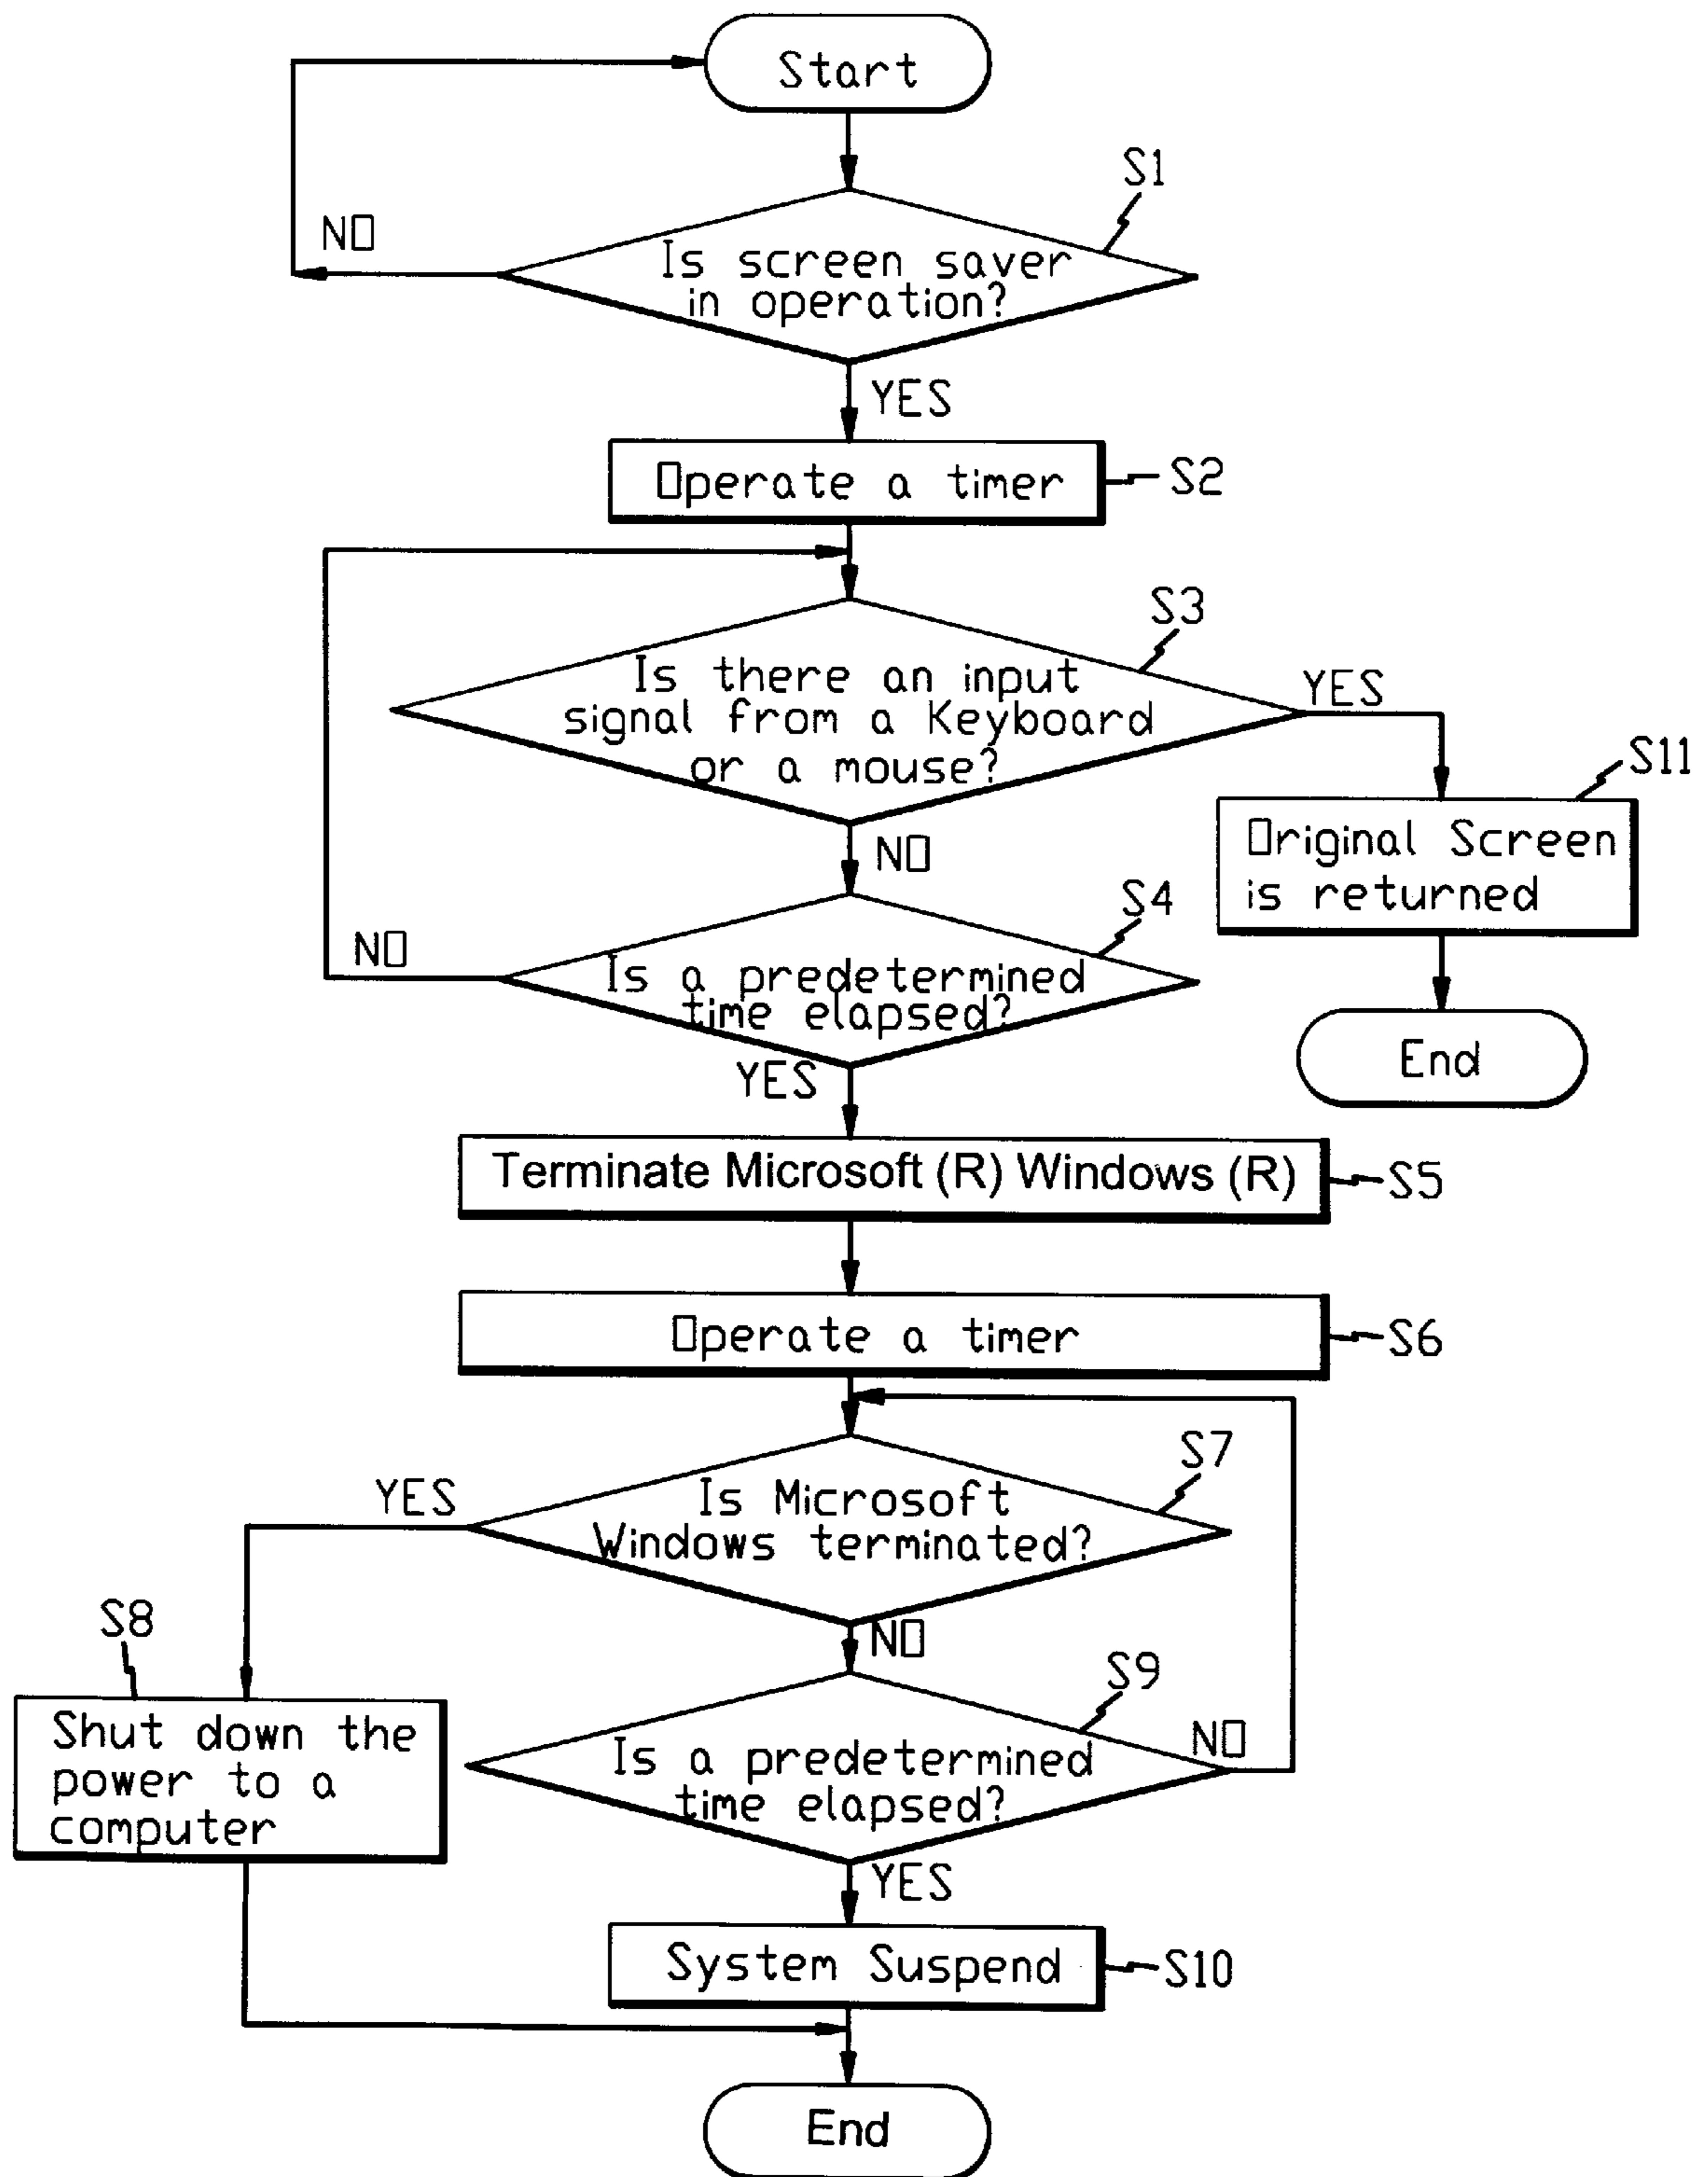 Start
S1
NO
Is screen saver
in operation?
YES
Operate a timer
S2
S3
Is there an input
signal from a Keyboard
or a mouse?
YES
S11
Original Screen
is returned
NO
S4
NO
Is a predetermined
time elapsed?
End
YES
Terminate Microsoft (R) Windows (R)
S5
Operate a timer
S6
S7
YES
Is Microsoft
Windows terminated?
S8
NO
S9
Shut down the
power to a
computer
NO
Is a predetermined
time elapsed?
YES
System Suspend
S10
End